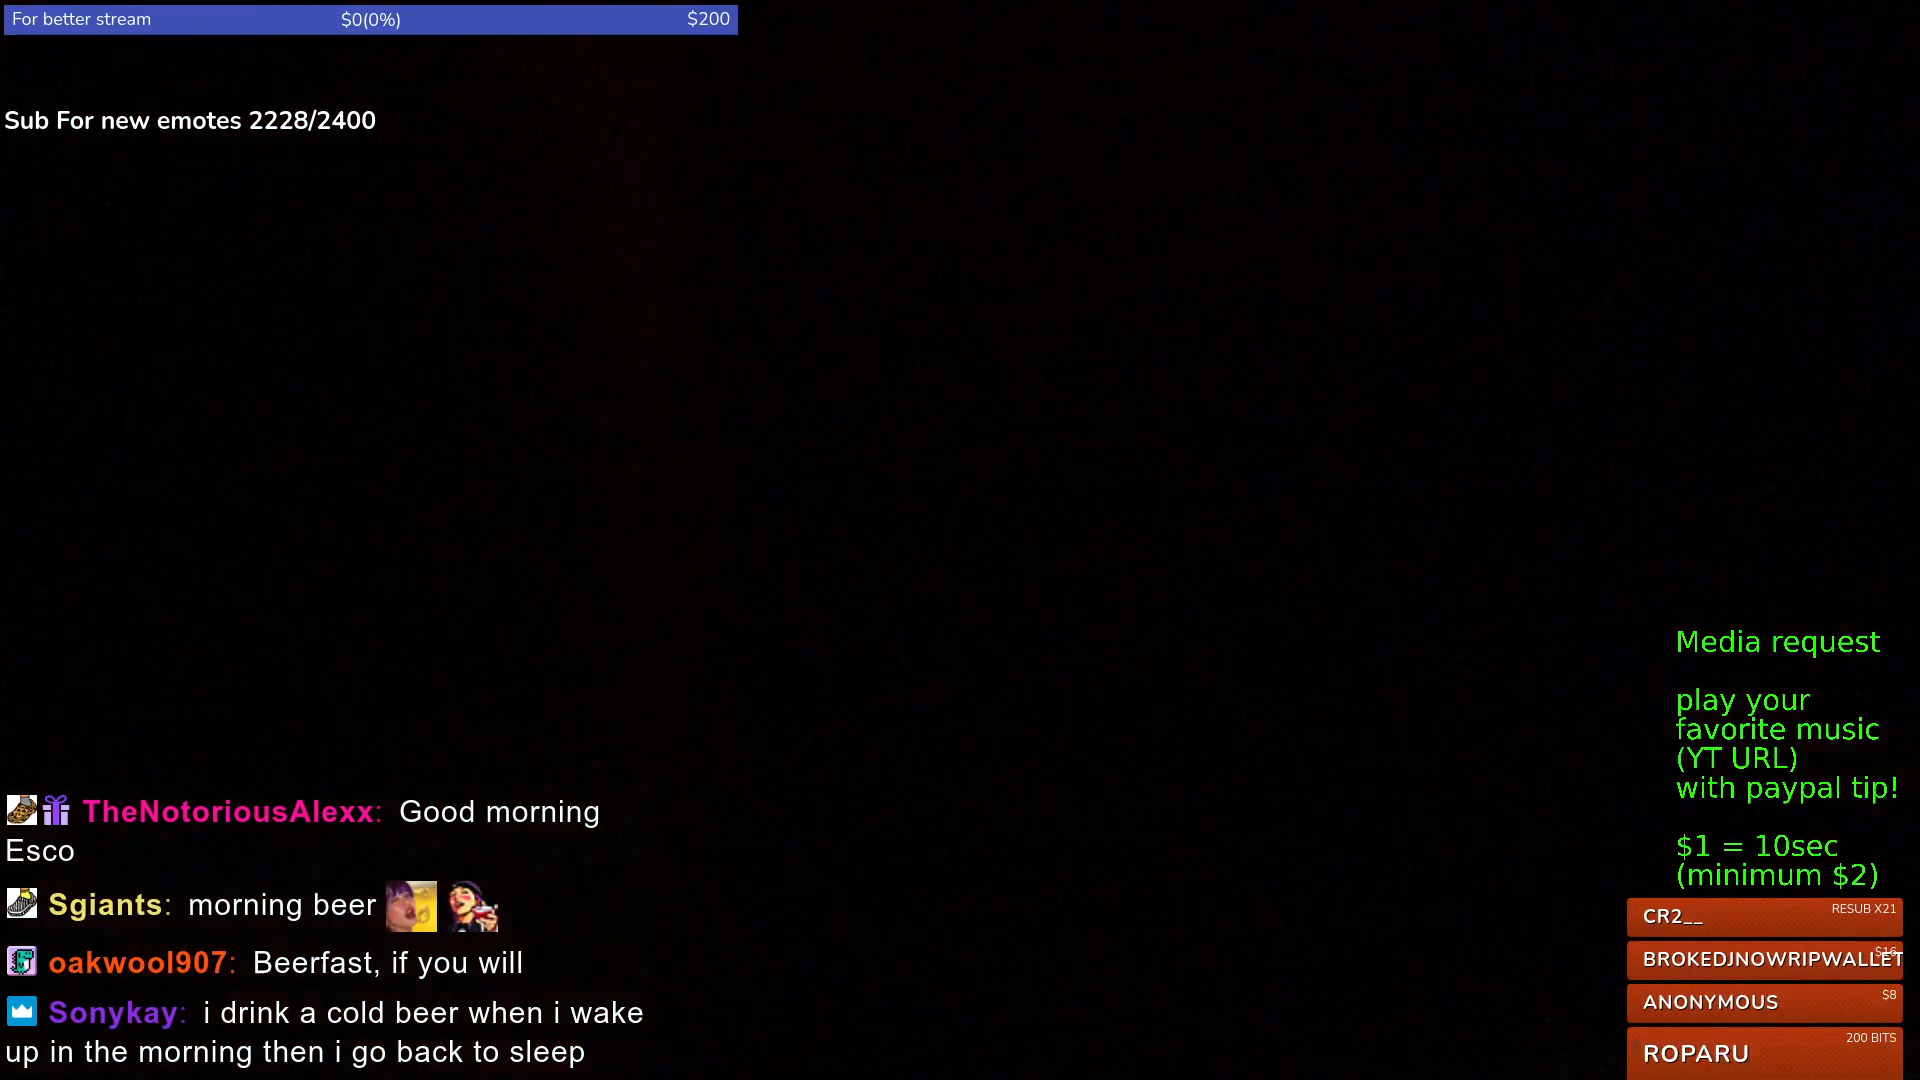 For better stream $0(0%) $200
Sub For new emotes 2228/2400
Media request
play your
favorite music
(YT URL)
with paypal tip!
$1 = 10sec
(minimum $2)
TheNotoriousAlexx: Good morning
Esco
Sgiants: morning beer
oakwool907: Beerfast, if you will
Sonykay: i drink a cold beer when i wake
up in the morning then i go back to sleep
CR2__ RESUB X21
BROKEDJNOWRIPWALLET $16
ANONYMOUS $8
ROPARU 200 BITS